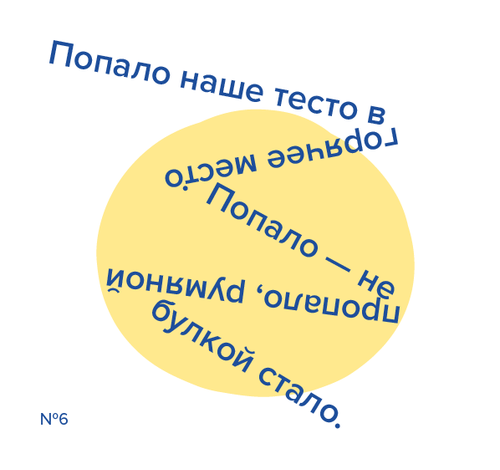 Попало наше тесто в
горячее место.
Попало — не
пропало, румяной
булкой стало.
№6